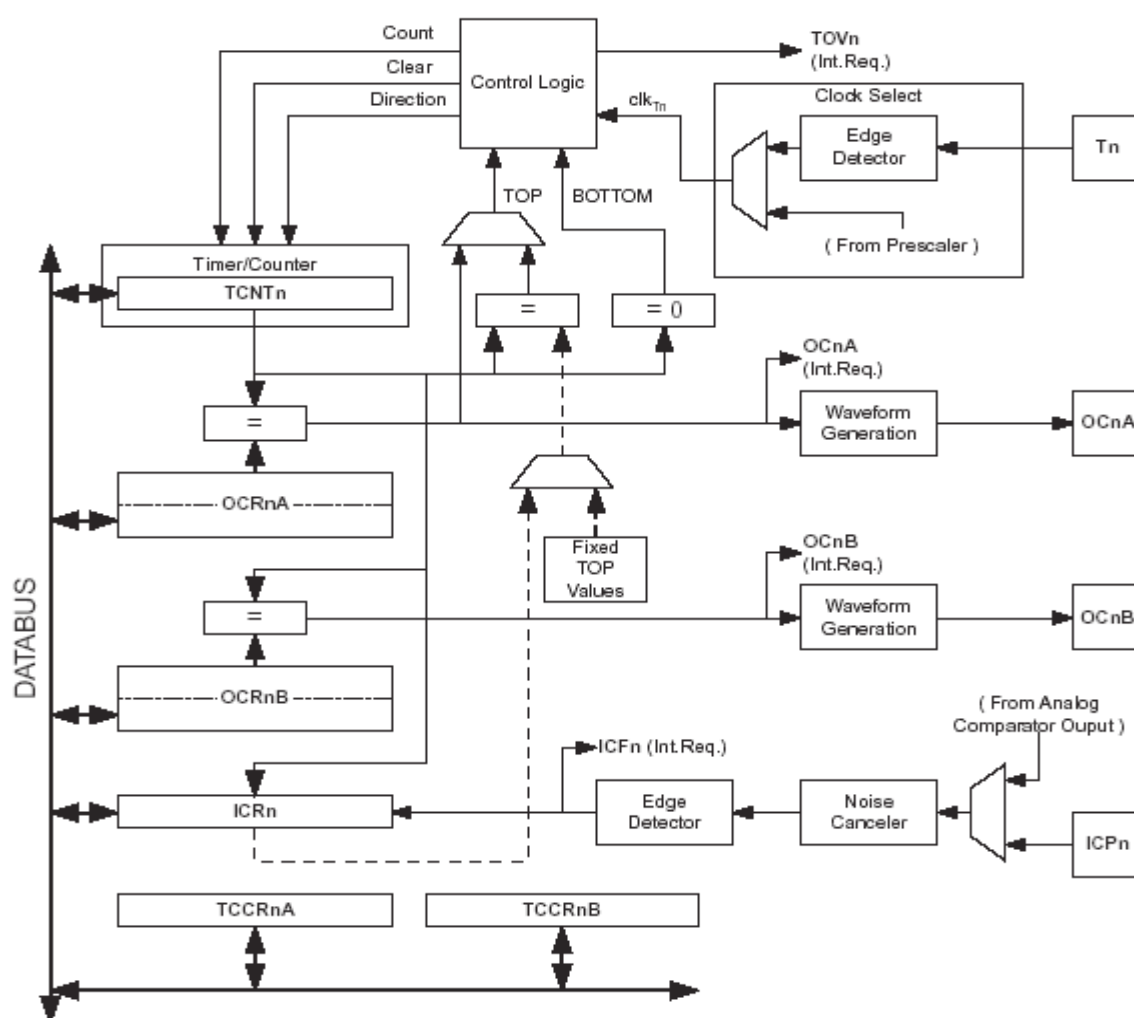 Count
Clear
Direction
Control Logic
TOVn
(Int.Req.)
clkTn
Clock Select
Edge
Detector
Tn
( From Prescaler )
TOP
BOTTOM
Timer/Counter
TCNTn
=
= 0
OCnA
(Int.Req.)
=
Waveform
Generation
OCnA
OCRnA
Fixed
TOP
Values
OCnB
(Int.Req.)
=
Waveform
Generation
OCnB
OCRnB
DATABUS
( From Analog
Comparator Ouput )
ICFn (Int.Req.)
ICRn
Edge
Detector
Noise
Canceler
ICPn
TCCRnA
TCCRnB